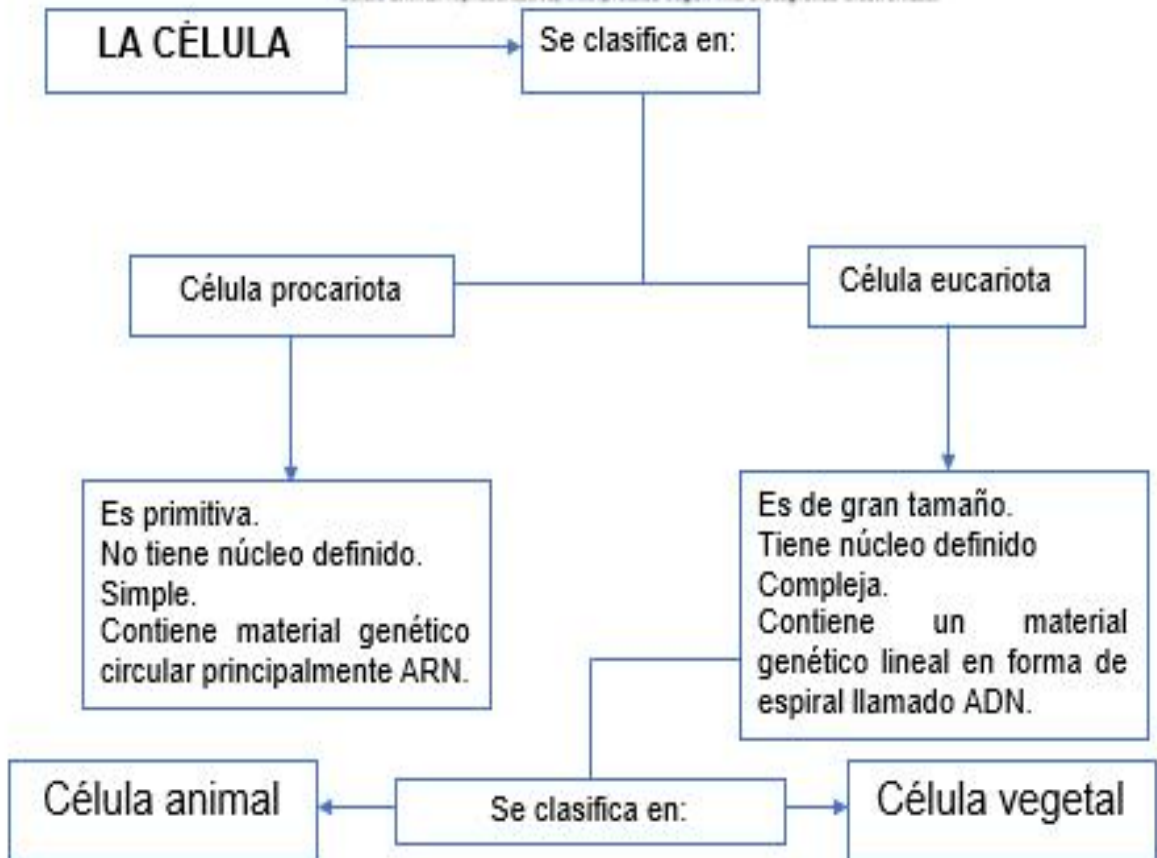 LA CÉLULA
Se clasifica en:
Célula procariota
Célula eucariota
Es primitiva.
No tiene núcleo definido.
Simple.
Contiene material genético
circular principalmente ARN.
Es de gran tamaño.
Tiene núcleo definido
Compleja.
Contiene un material
genético lineal en forma de
espiral llamado ADN.
Célula animal
Se clasifica en:
Célula vegetal